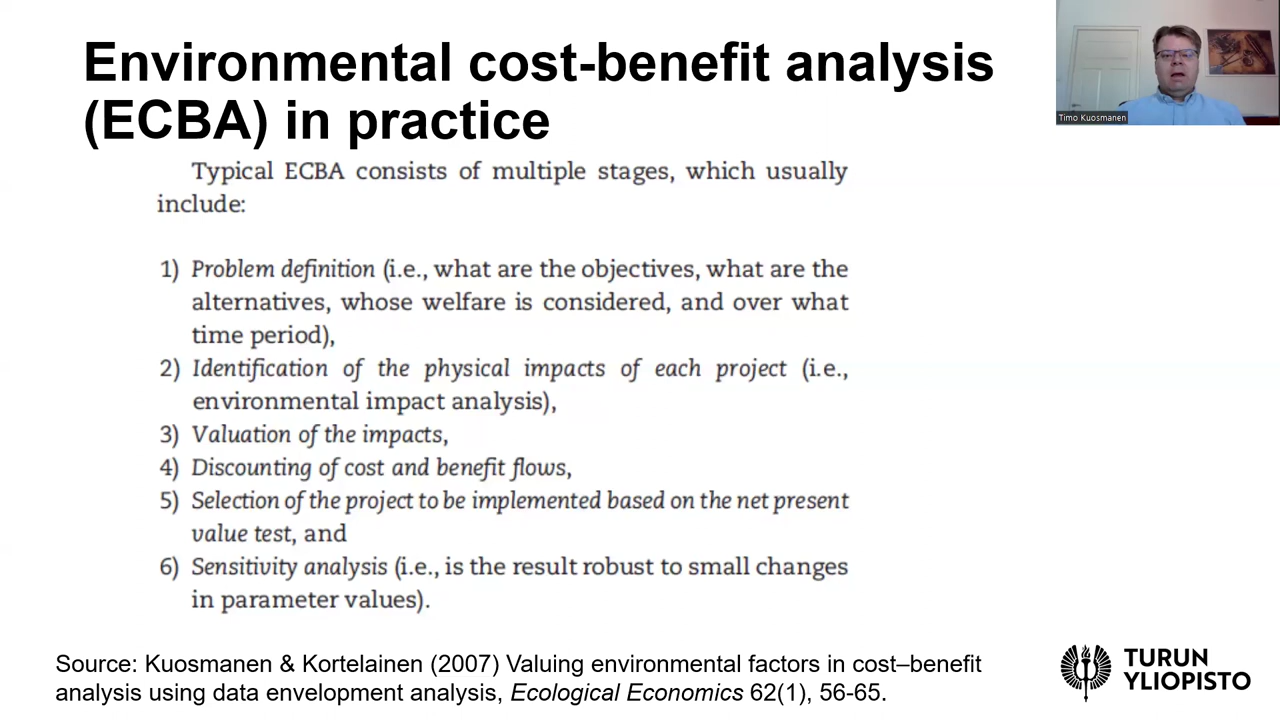 Environmental cost-benefit analysis
(ECBA) in practice
Timo Kuosmanen
Typical ECBA consists of multiple stages, which usually
include:
1) Problem definition (i.e., what are the objectives, what are the
alternatives, whose welfare is considered, and over what
time period),
2) Identification of the physical impacts of each project (i.e.,
environmental impact analysis),
3) Valuation of the impacts,
4) Discounting of cost and benefit flows,
5) Selection of the project to be implemented based on the net present
value test, and
6) Sensitivity analysis (i.e., is the result robust to small changes
in parameter values).
Source: Kuosmanen & Kortelainen (2007) Valuing environmental factors in cost–benefit
analysis using data envelopment analysis, Ecological Economics 62(1), 56-65.
TURUN
YLIOPISTO